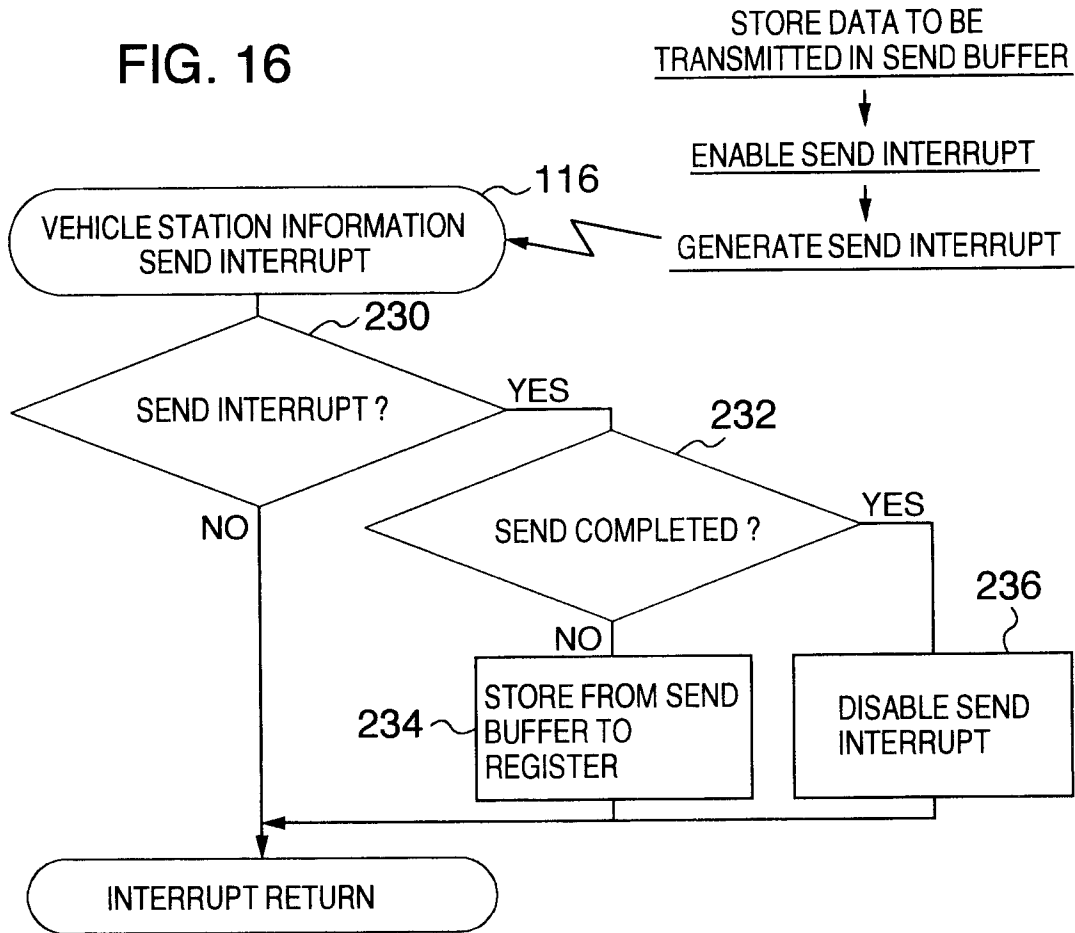 FIG. 16
STORE DATA TO BE
TRANSMITTED IN SEND BUFFER
ENABLE SEND INTERRUPT
GENERATE SEND INTERRUPT
116
VEHICLE STATION INFORMATION
SEND INTERRUPT
230
SEND INTERRUPT ?
YES
NO
232
SEND COMPLETED ?
YES
NO
234
STORE FROM SEND
BUFFER TO
REGISTER
236
DISABLE SEND
INTERRUPT
INTERRUPT RETURN